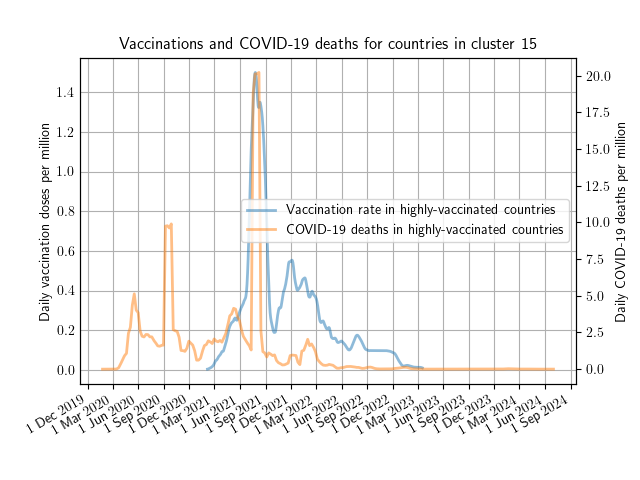 Vaccinations and COVID-19 deaths for countries in cluster 15
Daily vaccination doses per million
1.4
1.2
1.0
0.8
0.6
0.4
0.2
0.0
Vaccination rate in highly-vaccinated countries
COVID-19 deaths in highly-vaccinated countries
20.0
17.5
15.0
12.5
10.0
7.5
5.0
2.5
0.0
Daily COVID-19 deaths per million
1 Dec 2019
1 Mar 2020
1 Jun 2020
1 Sep 2020
1 Dec 2020
1 Mar 2021
1 Jun 2021
1 Sep 2021
1 Dec 2021
1 Mar 2022
1 Jun 2022
1 Sep 2022
1 Dec 2022
1 Mar 2023
1 Jun 2023
1 Sep 2023
1 Dec 2023
1 Mar 2024
1 Jun 2024
1 Sep 2024